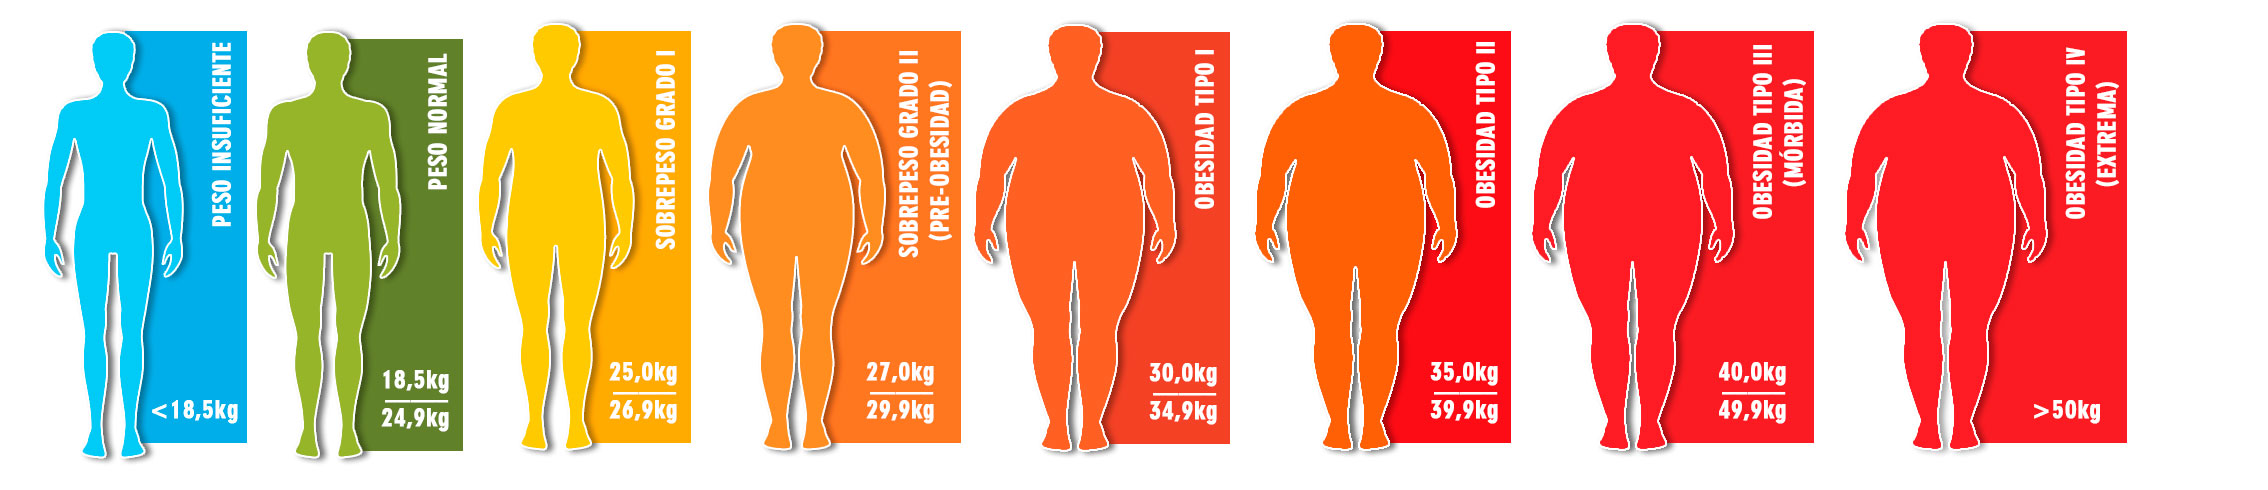 PESO INSUFICIENTE
<18,5kg
PESO NORMAL
18,5kg
24,9kg
SOBREPESO GRADO I
25,0kg
26,9kg
SOBREPESO GRADO II
(PRE-OBESIDAD)
27,0kg
29,9kg
OBESIDAD TIPO I
30,0kg
34,9kg
OBESIDAD TIPO II
35,0kg
39,9kg
OBESIDAD TIPO III
(MÓRBIDA)
40,0kg
49,9kg
OBESIDAD TIPO IV
(EXTREMA)
>50kg